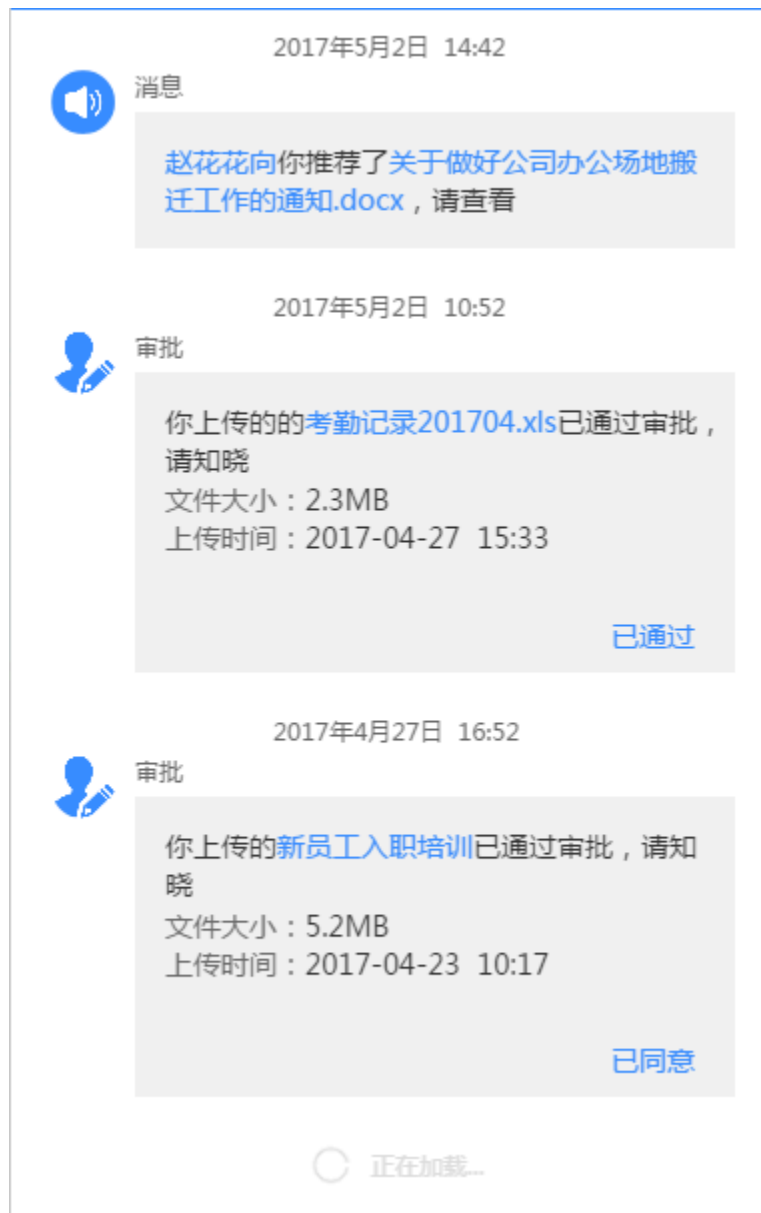 2017年5月2日 14:42
消息
赵花花向你推荐了关于做好公司办公场地搬
迁工作的通知.docx，请查看
2017年5月2日 10:52
审批
你上传的的考勤记录201704.xls已通过审批，
请知晓
文件大小：2.3MB
上传时间：2017-04-27 15:33
已通过
2017年4月27日 16:52
审批
你上传的新员工入职培训已通过审批，请知
晓
文件大小：5.2MB
上传时间：2017-04-23 10:17
已同意
正在加载...